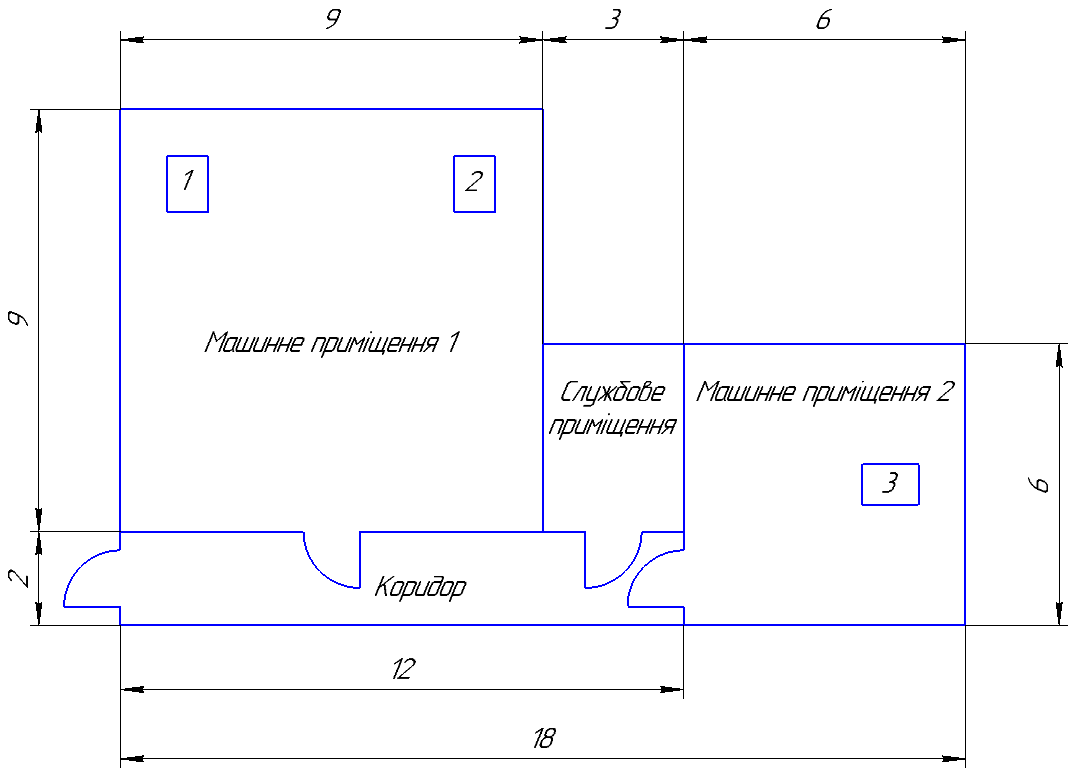 9
3
6
1
2
9
Машинне приміщення 1
Службове
приміщення
Машинне приміщення 2
3
6
2
Коридор
12
18